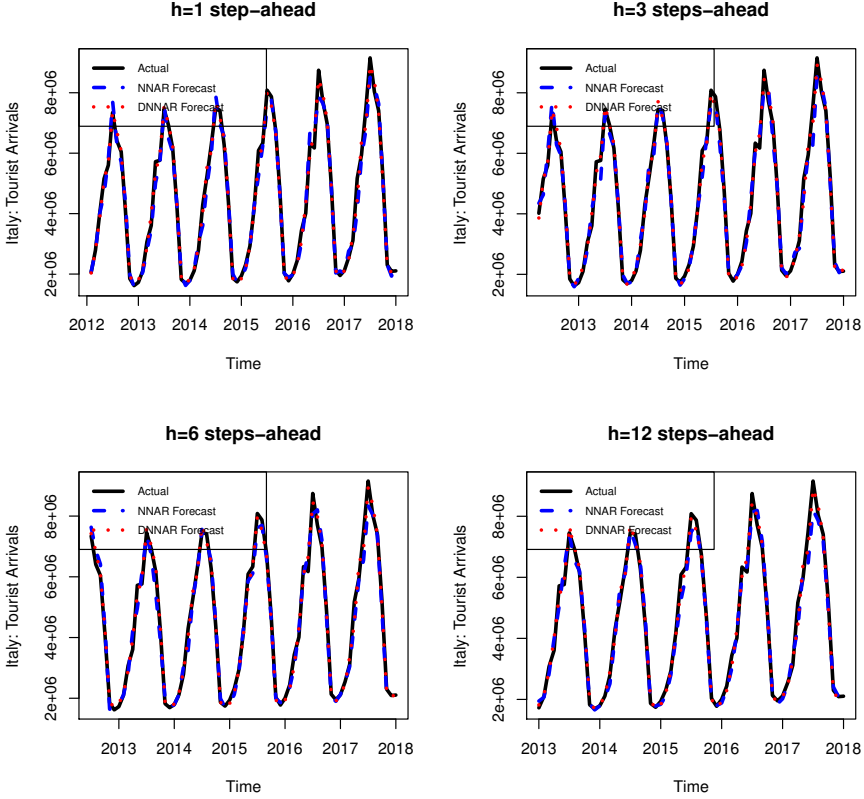 h=1 step−ahead
Italy: Tourist Arrivals
8e+06
6e+06
4e+06
2e+06
Actual
NNAR Forecast
DNNAR Forecast
2012 2013 2014 2015 2016 2017 2018
Time
h=3 steps−ahead
Italy: Tourist Arrivals
8e+06
6e+06
4e+06
2e+06
Actual
NNAR Forecast
DNNAR Forecast
2013 2014 2015 2016 2017 2018
Time
h=6 steps−ahead
Italy: Tourist Arrivals
8e+06
6e+06
4e+06
2e+06
Actual
NNAR Forecast
DNNAR Forecast
2013 2014 2015 2016 2017 2018
Time
h=12 steps−ahead
Italy: Tourist Arrivals
8e+06
6e+06
4e+06
2e+06
Actual
NNAR Forecast
DNNAR Forecast
2013 2014 2015 2016 2017 2018
Time